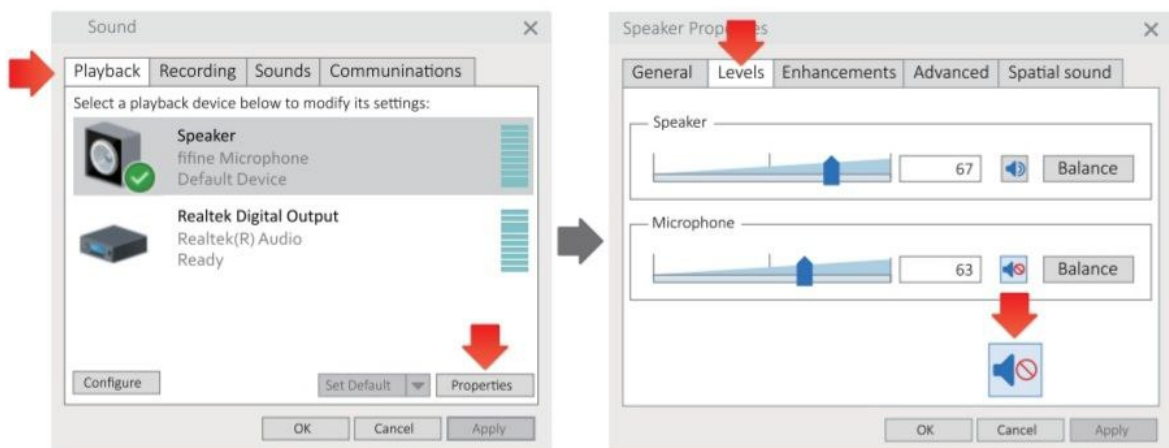 Sound
Playback Recording Sounds Communinations
Select a playback device below to modify its settings:
Speaker
fifine Microphone
Default Device
Realtek Digital Output
Realtek(R) Audio
Ready
Configure Set Default Properties
OK Cancel Apply
Speaker Properties
General Levels Enhancements Advanced Spatial sound
Speaker
67 Balance
Microphone
63 Balance
OK Cancel Apply